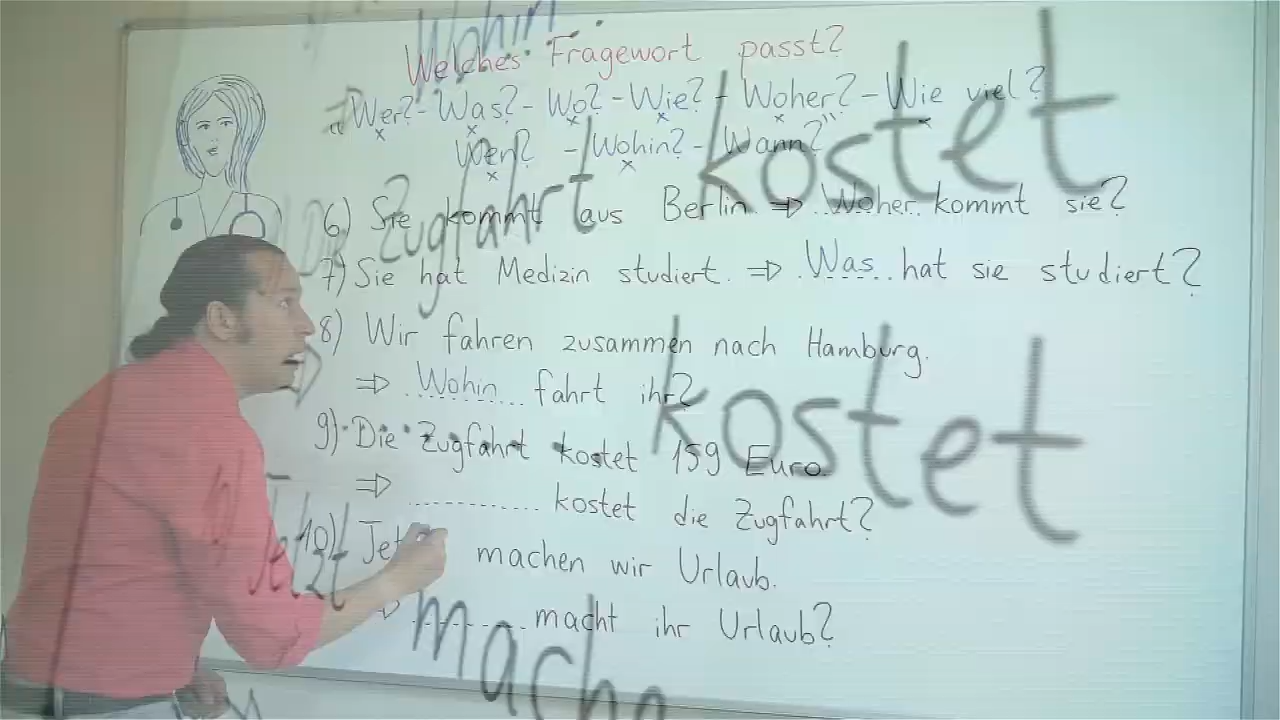 Wohin
Welches Fragewort passt?
"Wer? - Was? - Wo? - Wie? - Woher? - Wie viel?
Wen? - Wohin? - Wann?"
6) Sie kommt aus Berlin. ⇒ ..Woher.. kommt sie?
7) Sie hat Medizin studiert. ⇒ ..Was.. hat sie studiert?
8) Wir fahren zusammen nach Hamburg.
⇒ ..Wohin.. fahrt ihr?
9) Die Zugfahrt kostet 159 Euro.
⇒ ............ kostet die Zugfahrt?
10) Jet machen wir Urlaub.
⇒ ............ macht ihr Urlaub?
Zugfahrt kostet
kostet
Jetzt
mache